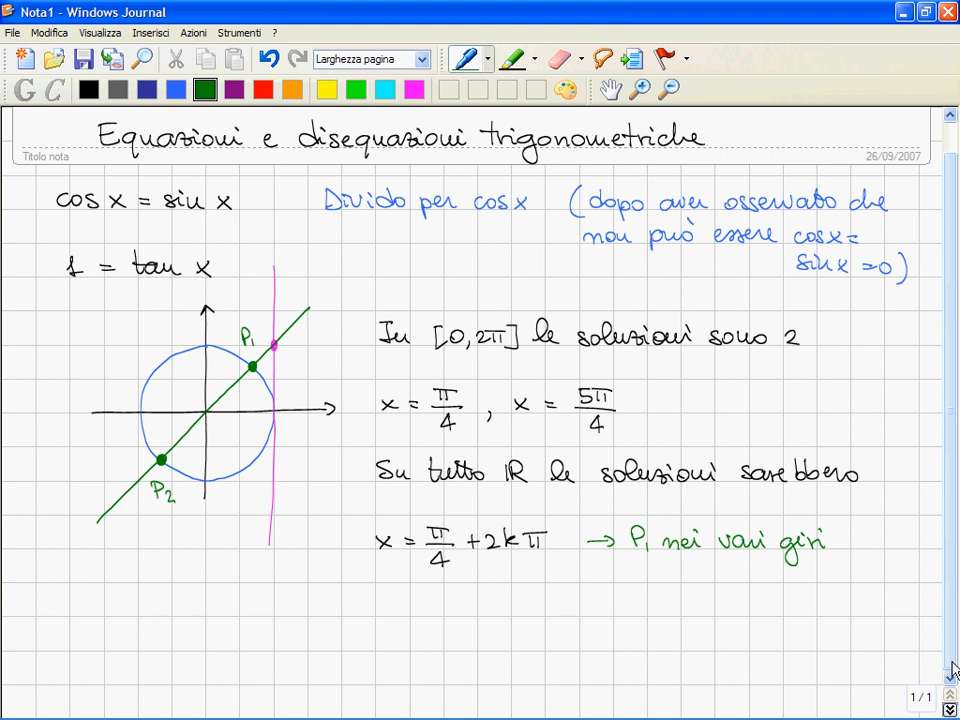 Nota1 - Windows Journal
File Modifica Visualizza Inserisci Azioni Strumenti ?
Larghezza pagina
G C
Equazioni e disequazioni trigonometriche
Titolo nota 26/09/2007
cos x = sin x Divido per cos x (dopo aver osservato che
non può essere cosx=
1 = tan x sinx = 0)
P1 In [0, 2π] le soluzioni sono 2
x = π/4 , x = 5π/4
P2 Su tutto ℝ le soluzioni sarebbero
x = π/4 + 2kπ → P1 nei vari giri
1 / 1